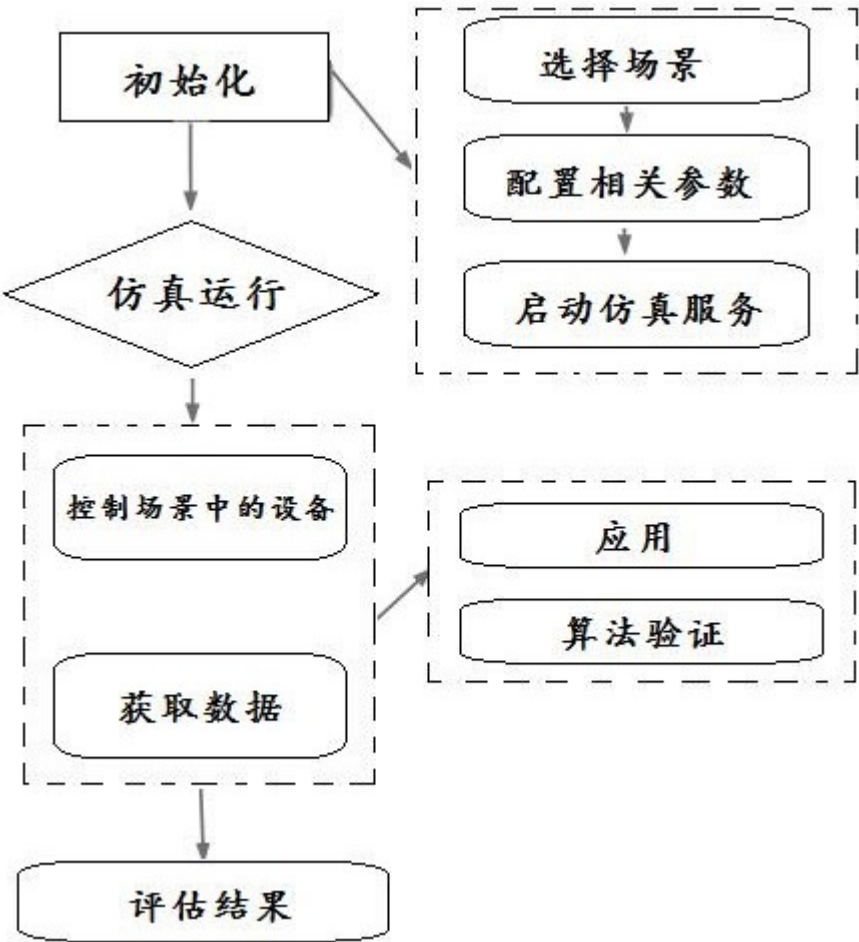 初始化
选择场景
配置相关参数
启动仿真服务
仿真运行
控制场景中的设备
获取数据
应用
算法验证
评估结果